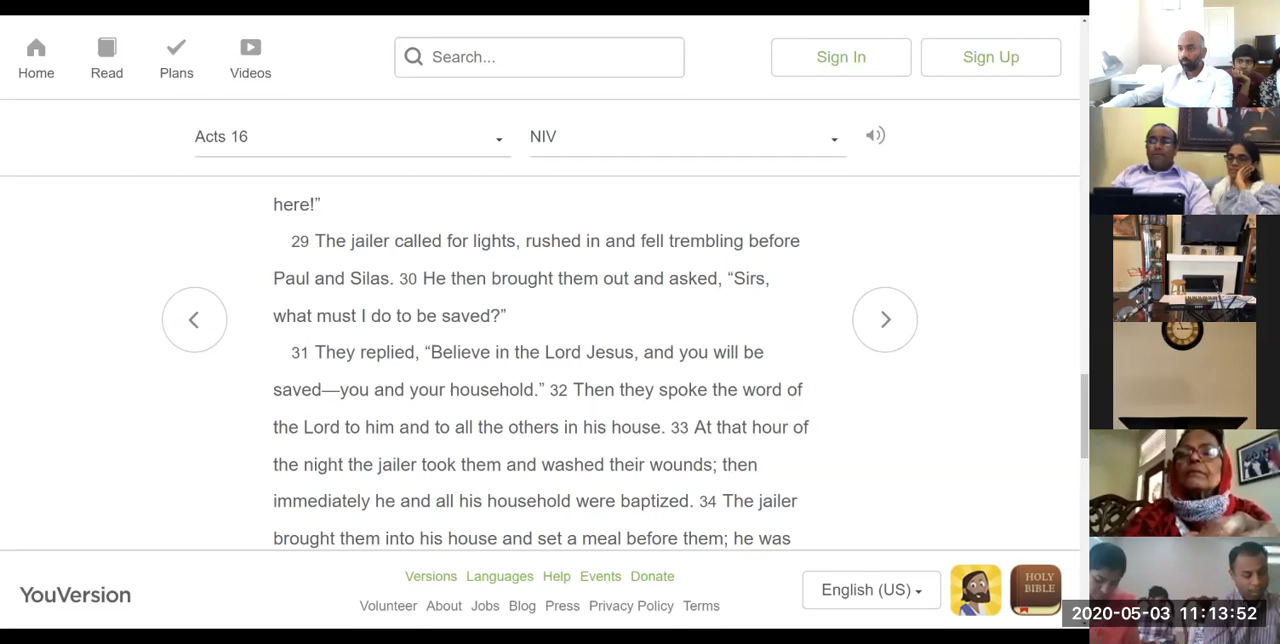 Home Read Plans Videos
Search...
Sign In Sign Up
Acts 16 NIV
here!”
29 The jailer called for lights, rushed in and fell trembling before
Paul and Silas. 30 He then brought them out and asked, “Sirs,
what must I do to be saved?”
31 They replied, “Believe in the Lord Jesus, and you will be
saved—you and your household.” 32 Then they spoke the word of
the Lord to him and to all the others in his house. 33 At that hour of
the night the jailer took them and washed their wounds; then
immediately he and all his household were baptized. 34 The jailer
brought them into his house and set a meal before them; he was
Versions Languages Help Events Donate
Volunteer About Jobs Blog Press Privacy Policy Terms
YouVersion
English (US)
HOLY
BIBLE
2020-05-03 11:13:52